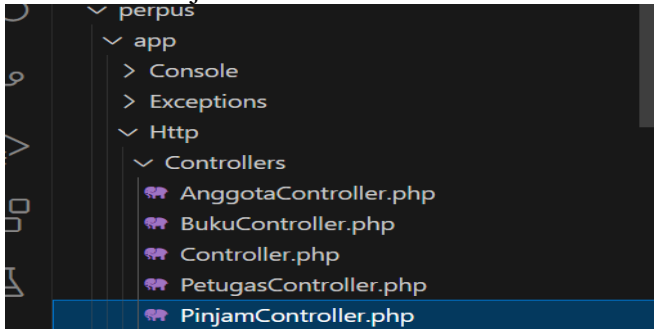 perpus
app
Console
Exceptions
Http
Controllers
AnggotaController.php
BukuController.php
Controller.php
PetugasController.php
PinjamController.php